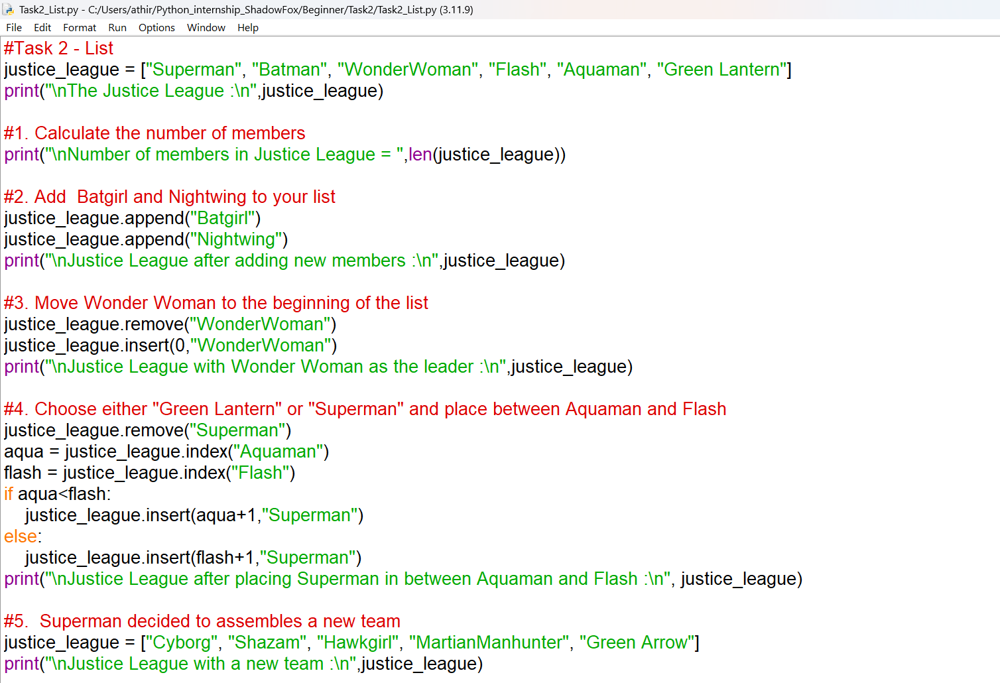 Task2_List.py - C:/Users/athir/Python_internship_ShadowFox/Beginner/Task2/Task2_List.py (3.11.9)
File Edit Format Run Options Window Help
#Task 2 - List
justice_league = ["Superman", "Batman", "WonderWoman", "Flash", "Aquaman", "Green Lantern"]
print("\nThe Justice League :\n",justice_league)
#1. Calculate the number of members
print("\nNumber of members in Justice League = ",len(justice_league))
#2. Add  Batgirl and Nightwing to your list
justice_league.append("Batgirl")
justice_league.append("Nightwing")
print("\nJustice League after adding new members :\n",justice_league)
#3. Move Wonder Woman to the beginning of the list
justice_league.remove("WonderWoman")
justice_league.insert(0,"WonderWoman")
print("\nJustice League with Wonder Woman as the leader :\n",justice_league)
#4. Choose either "Green Lantern" or "Superman" and place between Aquaman and Flash
justice_league.remove("Superman")
aqua = justice_league.index("Aquaman")
flash = justice_league.index("Flash")
if aqua<flash:
    justice_league.insert(aqua+1,"Superman")
else:
    justice_league.insert(flash+1,"Superman")
print("\nJustice League after placing Superman in between Aquaman and Flash :\n", justice_league)
#5.  Superman decided to assembles a new team
justice_league = ["Cyborg", "Shazam", "Hawkgirl", "MartianManhunter", "Green Arrow"]
print("\nJustice League with a new team :\n",justice_league)